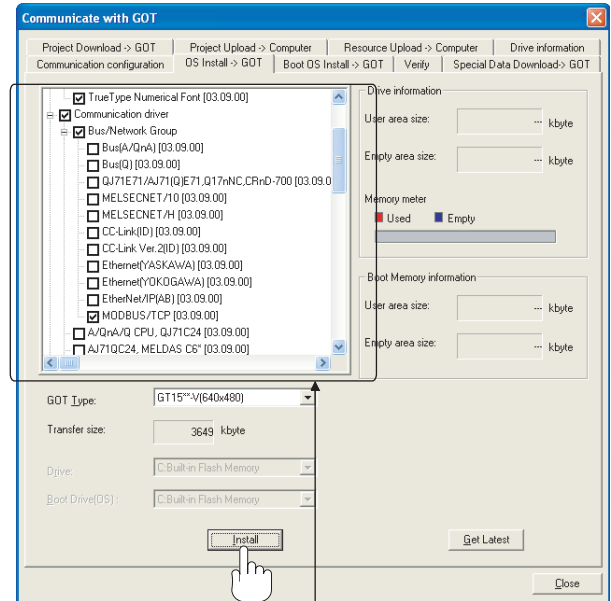 Communicate with GOT
Project Download -> GOT Project Upload -> Computer Resource Upload -> Computer Drive information
Communication configuration OS Install -> GOT Boot OS Install -> GOT Verify Special Data Download-> GOT
TrueType Numerical Font [03.09.00]
Communication driver
Bus/Network Group
Bus(A/QnA) [03.09.00]
Bus(Q) [03.09.00]
QJ71E71/AJ71(Q)E71,Q17nNC,CRnD-700 [03.09.0
MELSECNET/10 [03.09.00]
MELSECNET/H [03.09.00]
CC-Link(ID) [03.09.00]
CC-Link Ver.2(ID) [03.09.00]
Ethernet(YASKAWA) [03.09.00]
Ethernet(YOKOGAWA) [03.09.00]
EtherNet/IP(AB) [03.09.00]
MODBUS/TCP [03.09.00]
A/QnA/Q CPU, QJ71C24 [03.09.00]
AJ71QC24, MELDAS C6* [03.09.00]
Drive information
User area size: --- kbyte
Empty area size: --- kbyte
Memory meter
Used Empty
Boot Memory information
User area size: --- kbyte
Empty area size: --- kbyte
GOT Type: GT15**-V(640x480)
Transfer size: 3649 kbyte
Drive: C:Built-in Flash Memory
Boot Drive(OS) : C:Built-in Flash Memory
Install
Get Latest
Close